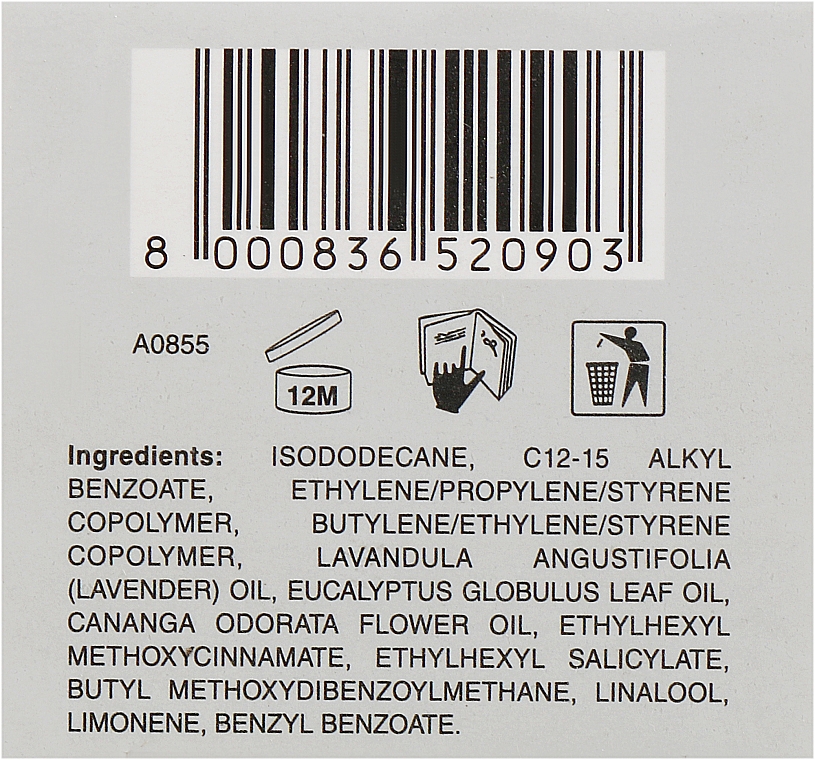 8 000836 520903
A0855
12M
Ingredients: ISODODECANE, C12-15 ALKYL
BENZOATE, ETHYLENE/PROPYLENE/STYRENE
COPOLYMER, BUTYLENE/ETHYLENE/STYRENE
COPOLYMER, LAVANDULA ANGUSTIFOLIA
(LAVENDER) OIL, EUCALYPTUS GLOBULUS LEAF OIL,
CANANGA ODORATA FLOWER OIL, ETHYLHEXYL
METHOXYCINNAMATE, ETHYLHEXYL SALICYLATE,
BUTYL METHOXYDIBENZOYLMETHANE, LINALOOL,
LIMONENE, BENZYL BENZOATE.